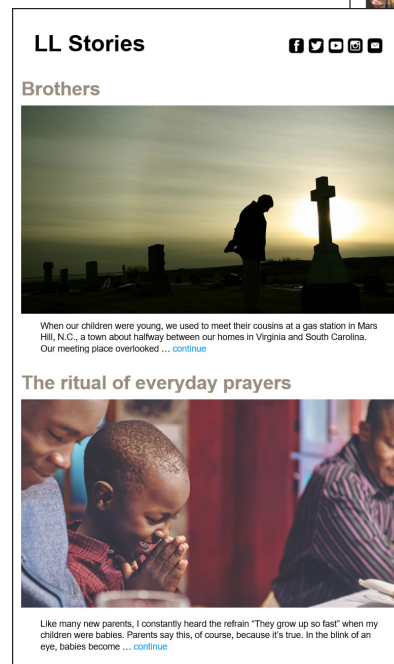 LL Stories
Brothers
When our children were young, we used to meet their cousins at a gas station in Mars
Hill, N.C., a town about halfway between our homes in Virginia and South Carolina.
Our meeting place overlooked … continue
The ritual of everyday prayers
Like many new parents, I constantly heard the refrain “They grow up so fast” when my
children were babies. Parents say this, of course, because it’s true. In the blink of an
eye, babies become … continue